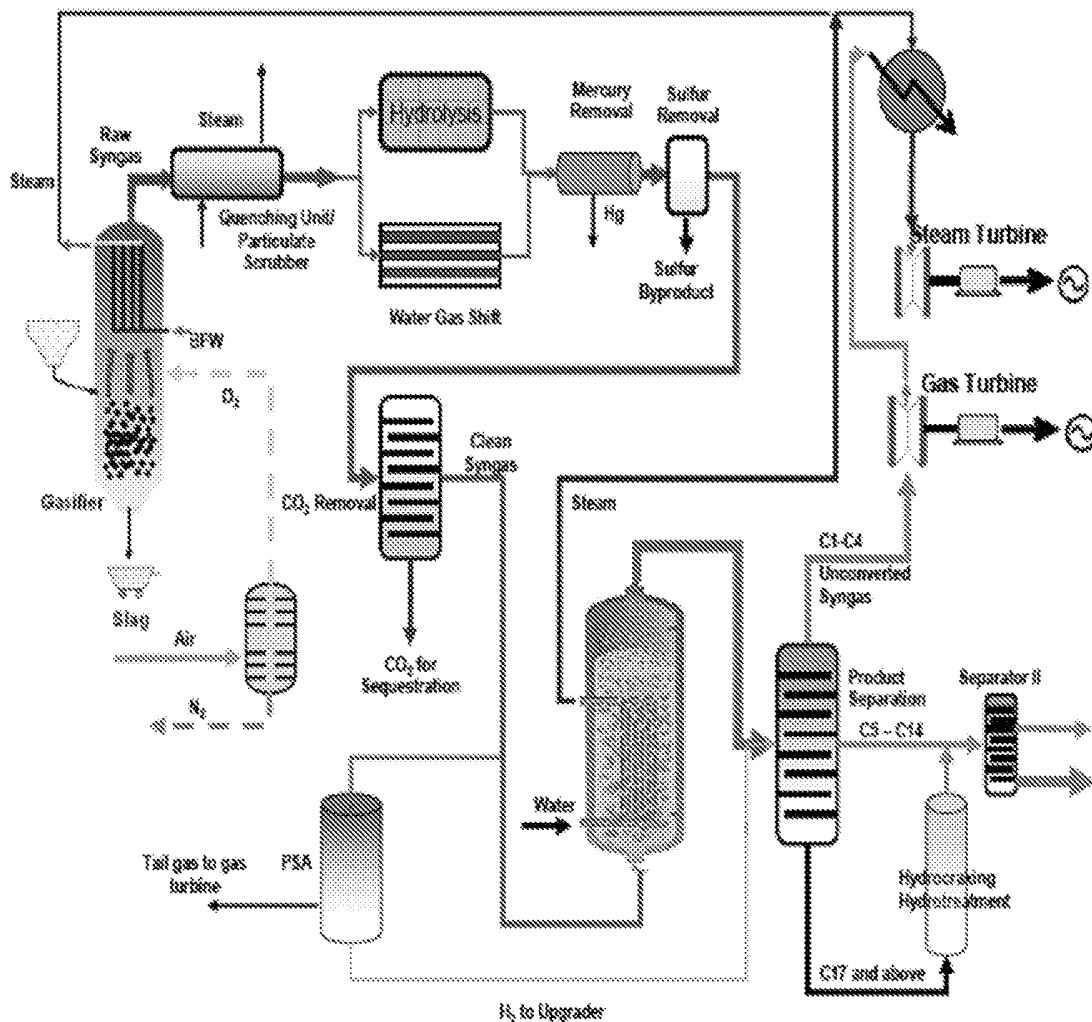 Steam
Raw
Syngas
Steam
Quenching Unit/
Particulate
Scrubber
Hydrolysis
Water Gas Shift
Mercury
Removal
Hg
Sulfur
Removal
Sulfur
Byproduct
Steam Turbine
BFW
O2
Gas Turbine
Gasifier
CO2 Removal
Clean
Syngas
Steam
C1-C4
Unconverted
Syngas
Slag
Air
N2
CO2 for
Sequestration
Product
Separation
C5 – C14
Separator II
Water
PSA
Tail gas to gas
turbine
Hydrocraking
Hydrotreatment
C17 and above
H2 to Upgrader